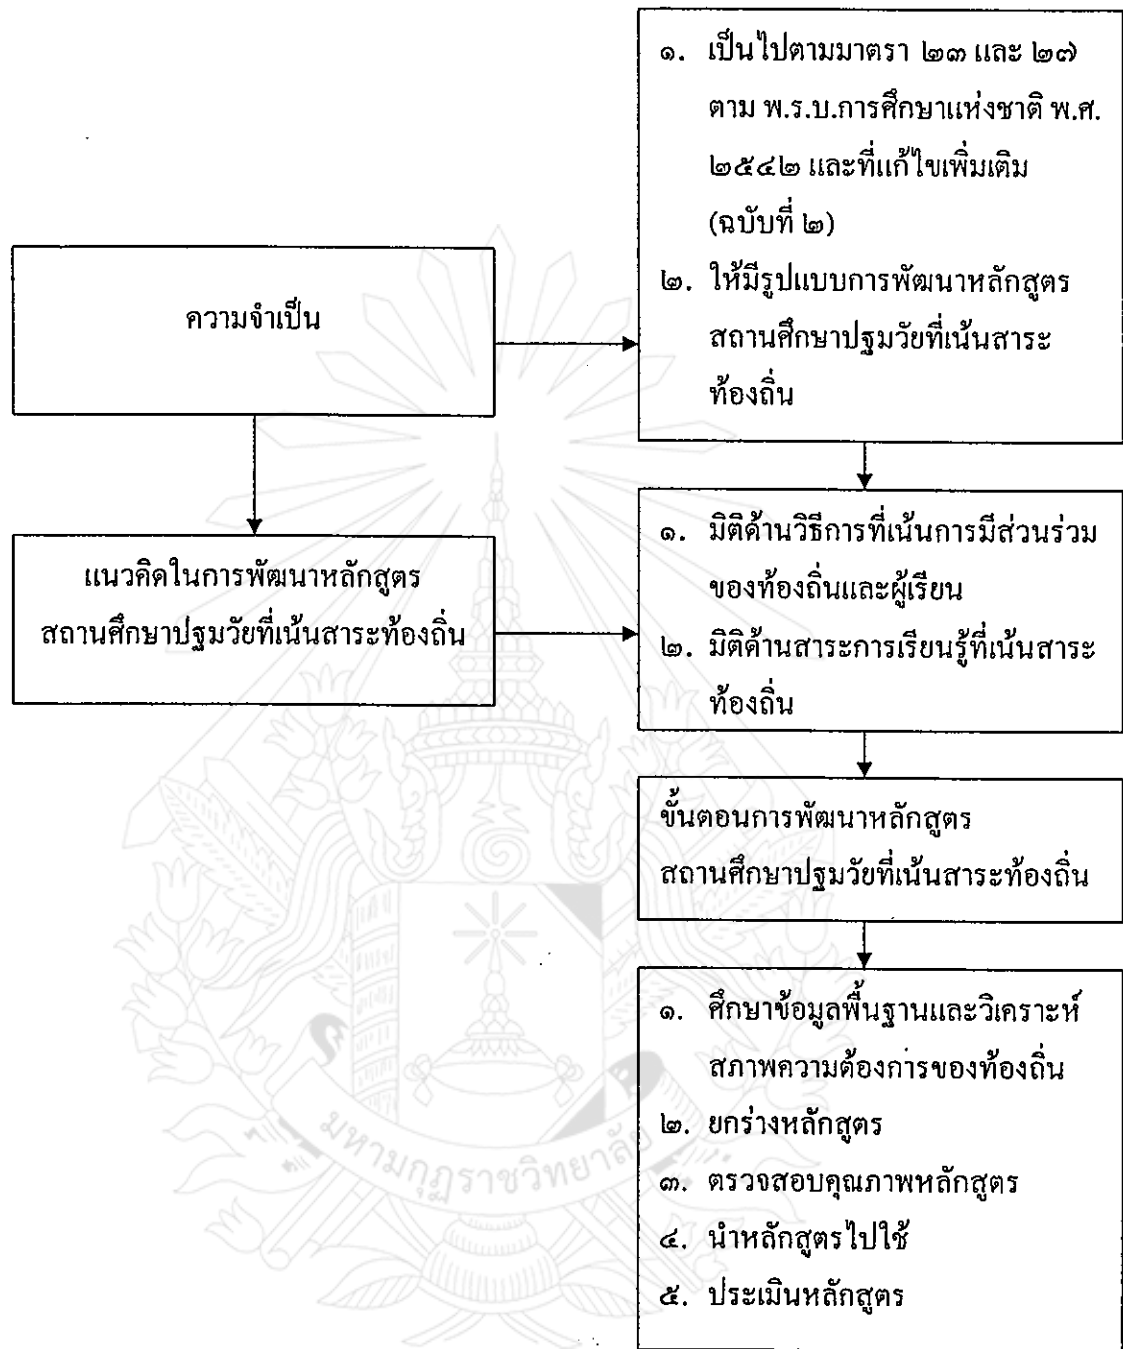 ๑. เป็นไปตามมาตรา ๒๓ และ ๒๗
ตาม พ.ร.บ.การศึกษาแห่งชาติ พ.ศ.
๒๕๔๒ และที่แก้ไขเพิ่มเติม
(ฉบับที่ ๒)
๒. ให้มีรูปแบบการพัฒนาหลักสูตร
สถานศึกษาปฐมวัยที่เน้นสาระ
ท้องถิ่น
ความจำเป็น
แนวคิดในการพัฒนาหลักสูตร
สถานศึกษาปฐมวัยที่เน้นสาระท้องถิ่น
๑. มิติด้านวิธีการที่เน้นการมีส่วนร่วม
ของท้องถิ่นและผู้เรียน
๒. มิติด้านสาระการเรียนรู้ที่เน้นสาระ
ท้องถิ่น
ขั้นตอนการพัฒนาหลักสูตร
สถานศึกษาปฐมวัยที่เน้นสาระท้องถิ่น
๑. ศึกษาข้อมูลพื้นฐานและวิเคราะห์
สภาพความต้องการของท้องถิ่น
๒. ยกร่างหลักสูตร
๓. ตรวจสอบคุณภาพหลักสูตร
๔. นำหลักสูตรไปใช้
๕. ประเมินหลักสูตร
มหามกุฏราชวิทยาลัย